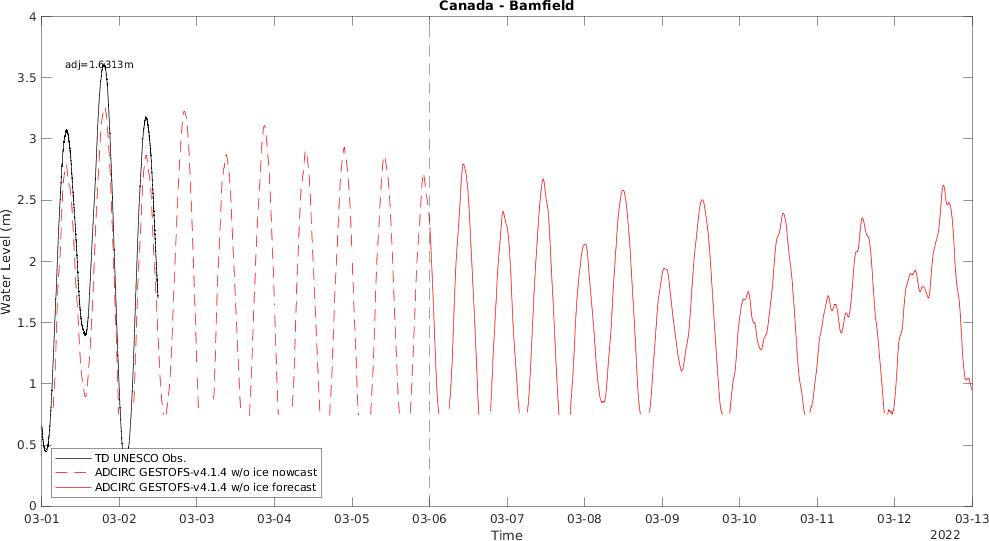 Canada - Bamfield
adj=1.6313m
Water Level (m)
4
3.5
3
2.5
2
1.5
1
0.5
0
TD UNESCO Obs.
ADCIRC GESTOFS-v4.1.4 w/o ice nowcast
ADCIRC GESTOFS-v4.1.4 w/o ice forecast
03-01 03-02 03-03 03-04 03-05 03-06 03-07 03-08 03-09 03-10 03-11 03-12 03-13
Time
2022